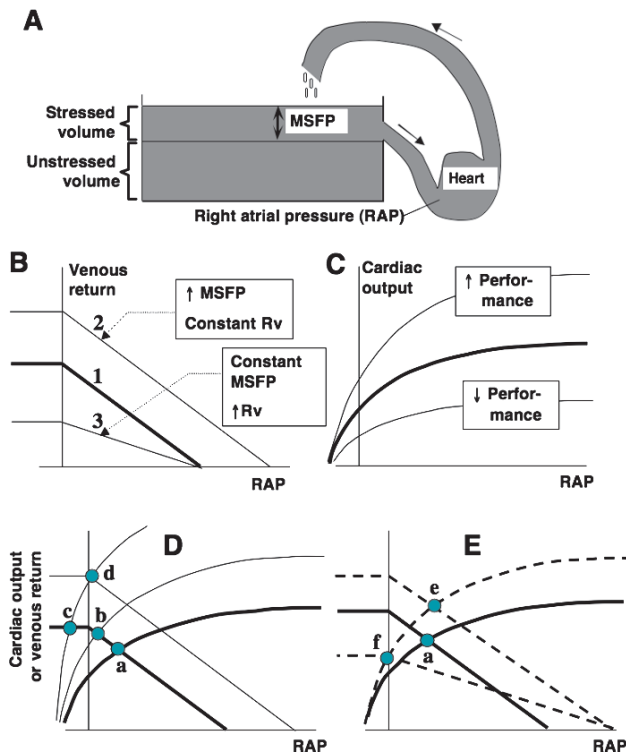 A
Stressed
volume
MSFP
Unstressed
volume
Heart
Right atrial pressure (RAP)
B
Venous
return
↑ MSFP
Constant Rv
2
Constant
MSFP
↑Rv
1
3
RAP
C
Cardiac
output
↑ Perfor-
mance
↓ Perfor-
mance
RAP
Cardiac output
or venous return
D
d
c
b
a
RAP
E
e
f
a
RAP